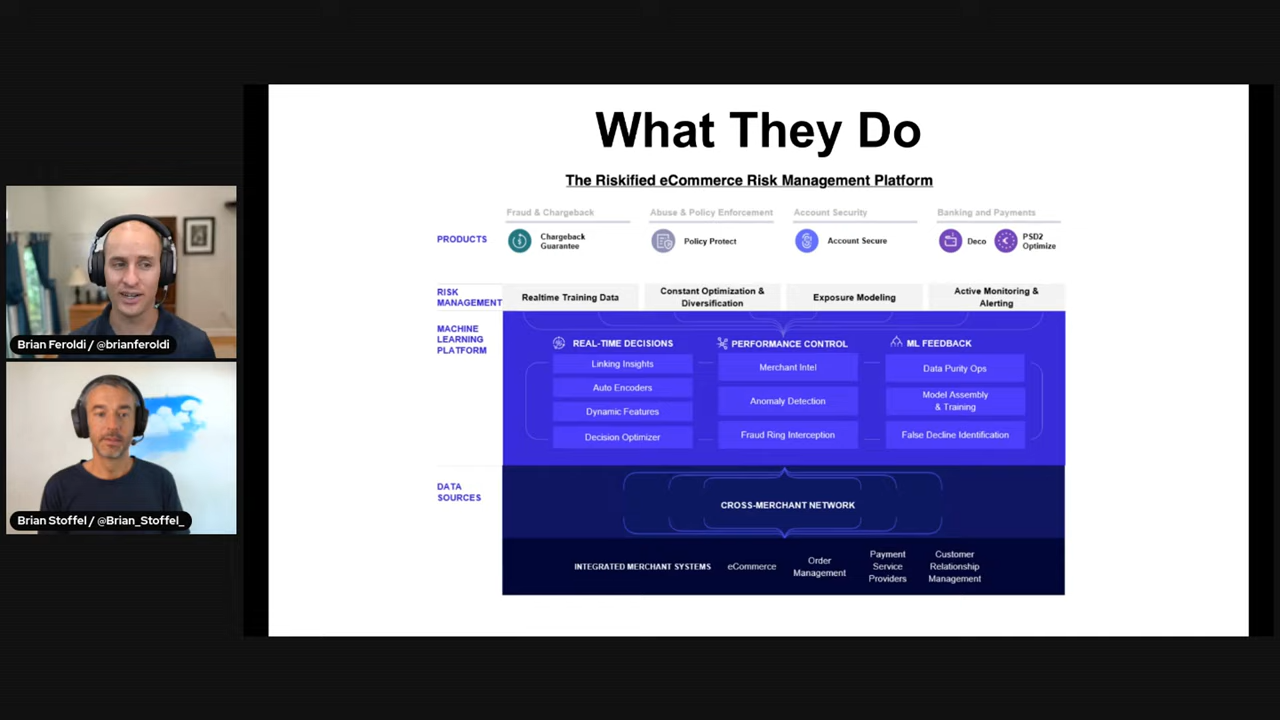 What They Do
The Riskified eCommerce Risk Management Platform
Fraud & Chargeback
Abuse & Policy Enforcement
Account Security
Banking and Payments
PRODUCTS
Chargeback
Guarantee
Policy Protect
Account Secure
Deco
PSD2
Optimize
RISK
MANAGEMENT
Realtime Training Data
Constant Optimization &
Diversification
Exposure Modeling
Active Monitoring &
Alerting
MACHINE
LEARNING
PLATFORM
REAL-TIME DECISIONS
Linking Insights
Auto Encoders
Dynamic Features
Decision Optimizer
PERFORMANCE CONTROL
Merchant Intel
Anomaly Detection
Fraud Ring Interception
ML FEEDBACK
Data Purity Ops
Model Assembly
& Training
False Decline Identification
DATA
SOURCES
CROSS-MERCHANT NETWORK
INTEGRATED MERCHANT SYSTEMS
eCommerce
Order
Management
Payment
Service
Providers
Customer
Relationship
Management
Brian Feroldi / @brianferoldi
Brian Stoffel / @Brian_Stoffel_